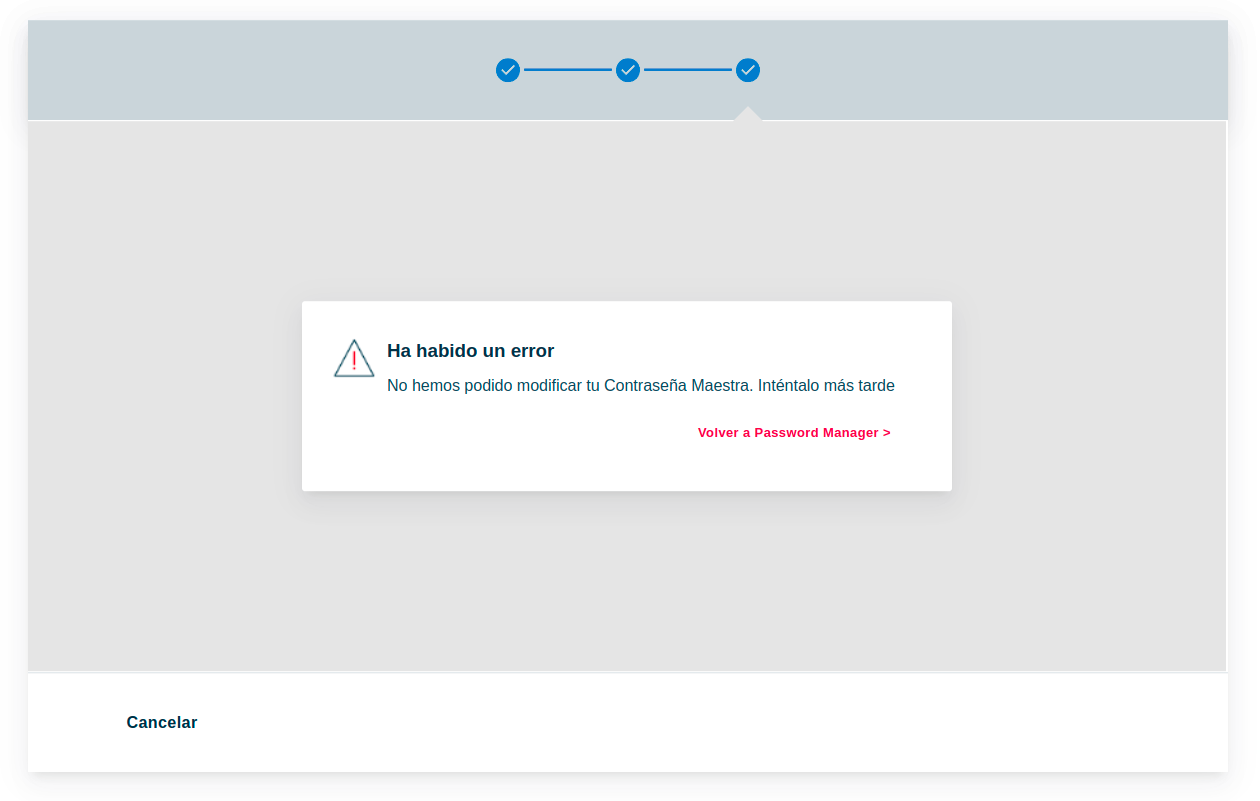 Ha habido un error
No hemos podido modificar tu Contraseña Maestra. Inténtalo más tarde
Volver a Password Manager >
Cancelar